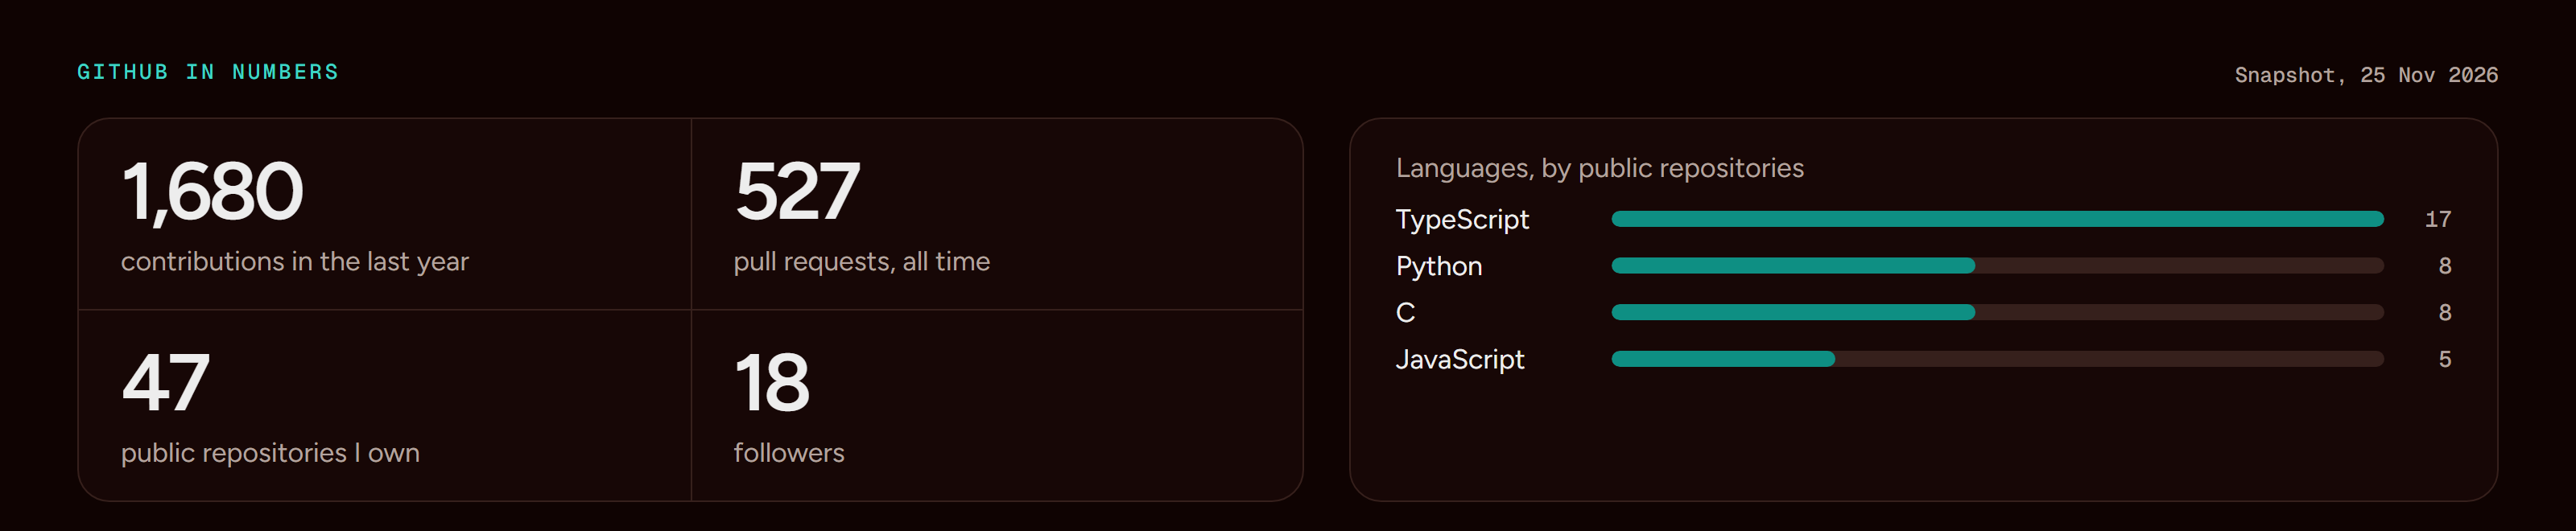 GITHUB IN NUMBERS
Snapshot, 25 Nov 2026
1,680
contributions in the last year
527
pull requests, all time
47
public repositories I own
18
followers
Languages, by public repositories
TypeScript 17
Python 8
C 8
JavaScript 5